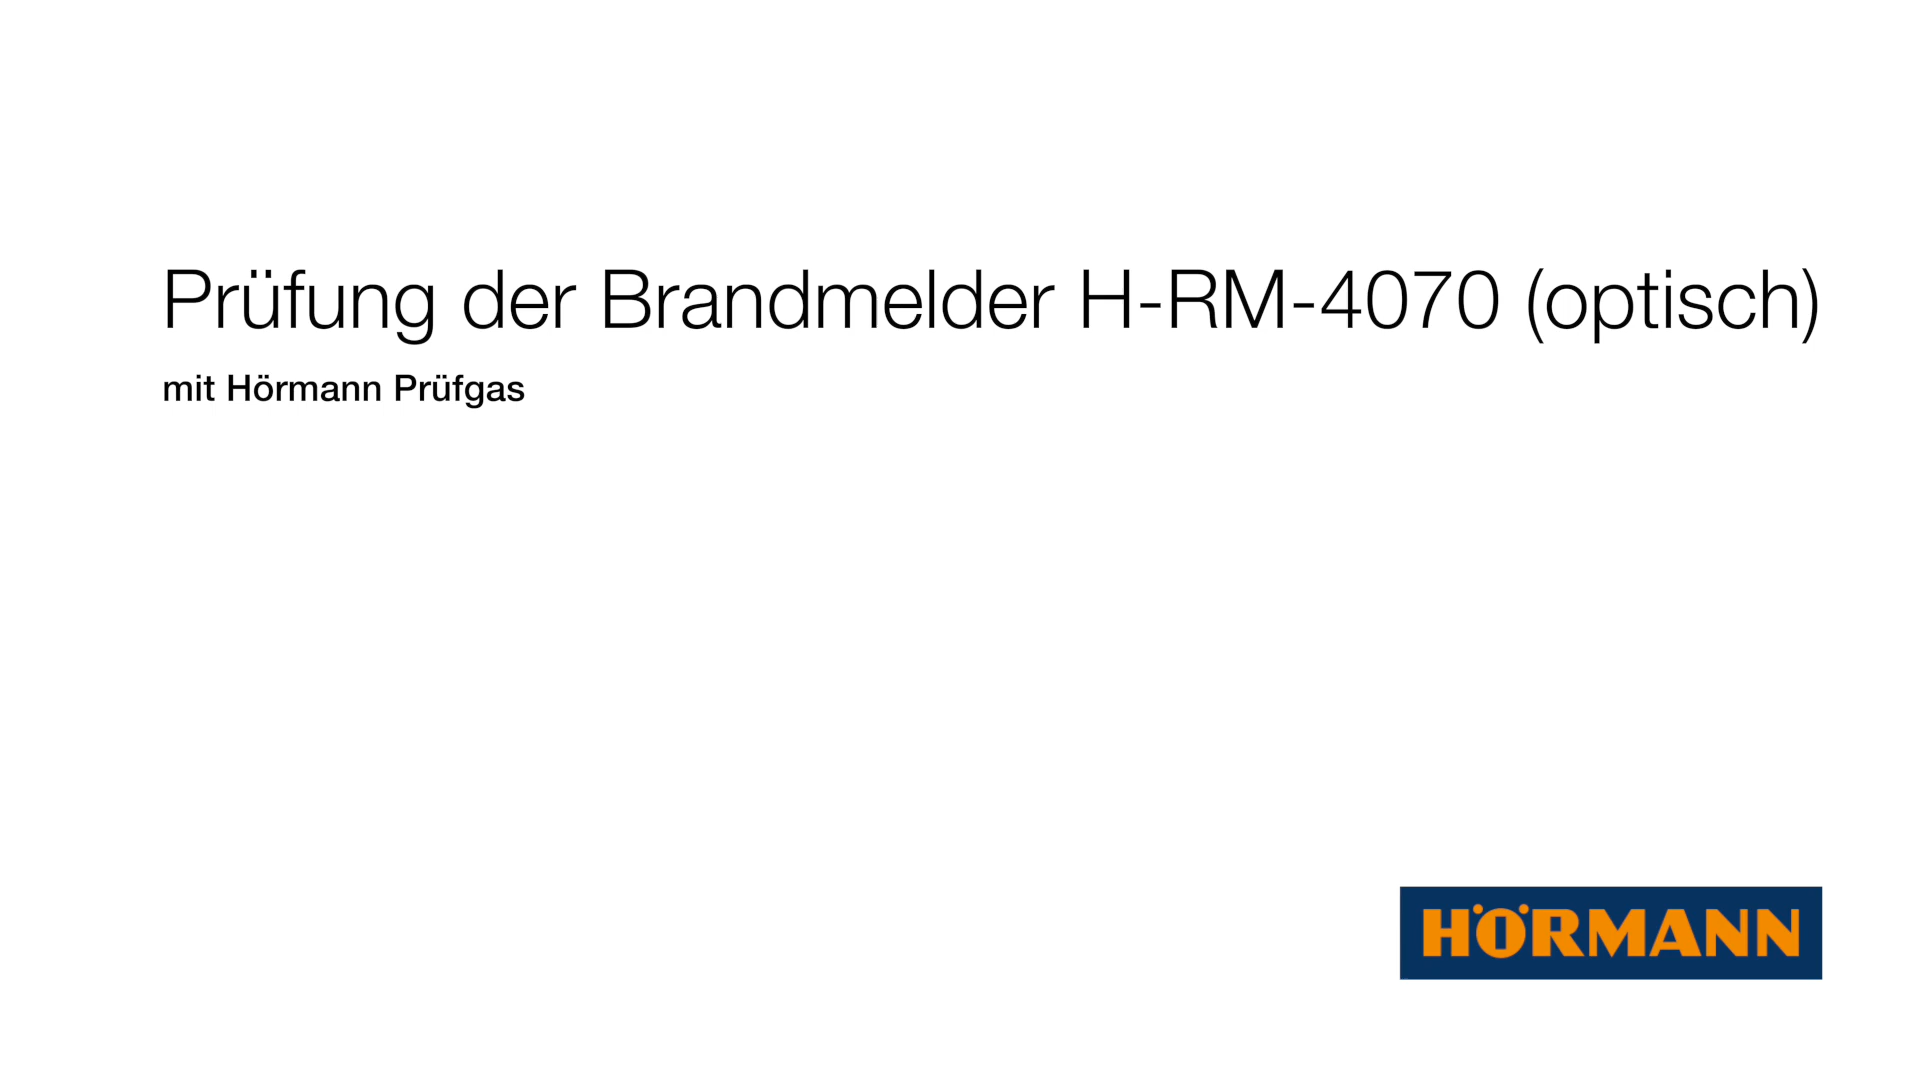 Prüfung der Brandmelder H-RM-4070 (optisch)
mit Hörmann Prüfgas
HÖRMANN